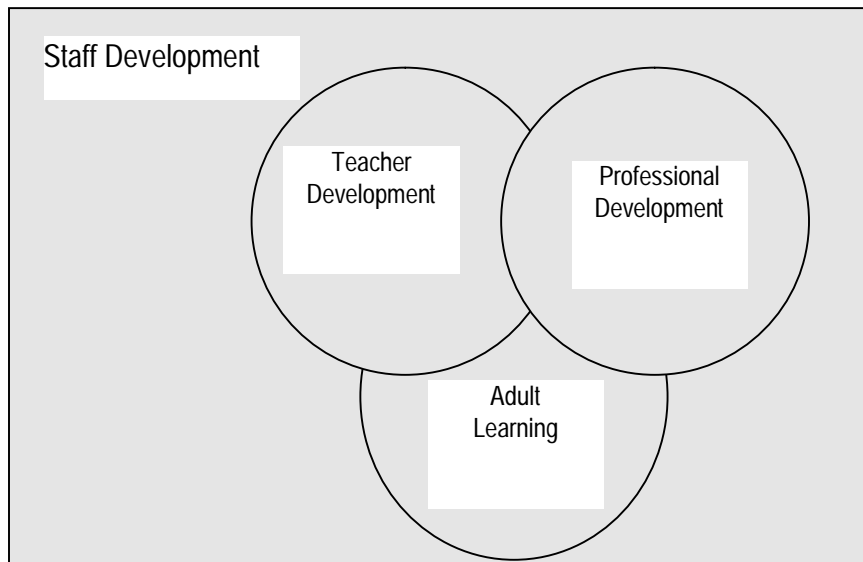 Staff Development
Teacher
Development
Professional
Development
Adult
Learning